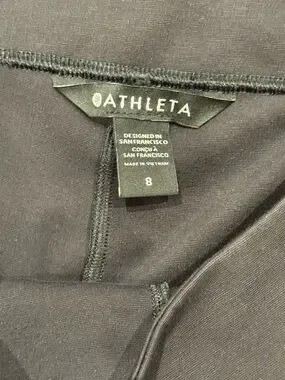 ATHLETA
DESIGNED IN
SAN FRANCISCO
CONÇU À
SAN FRANCISCO
MADE IN VIETNAM
8